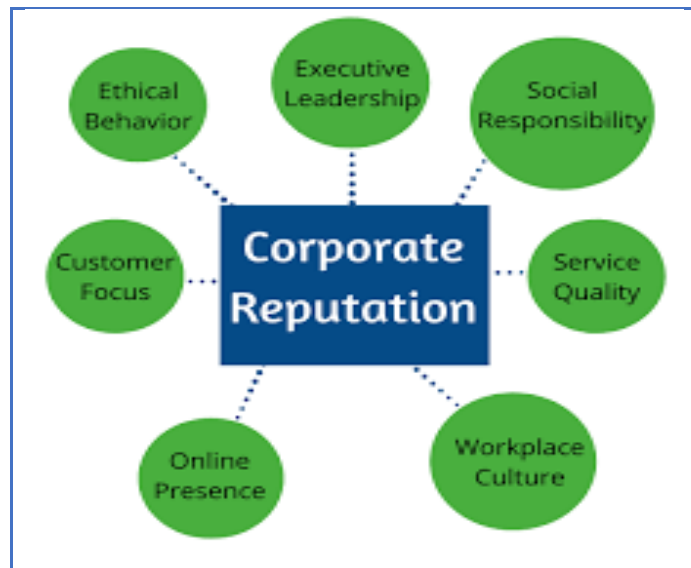 Executive
Leadership
Ethical
Behavior
Social
Responsibility
Corporate
Reputation
Customer
Focus
Service
Quality
Online
Presence
Workplace
Culture